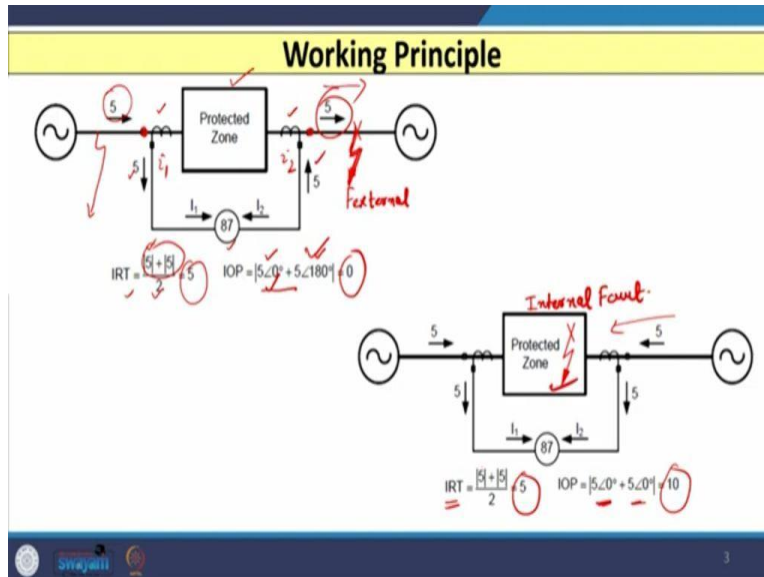 Working Principle
5
5
Protected
Zone
5
i1
i2
5
Fexternal
I1
I2
87
IRT = |5| + |5| / 2 = 5
IOP = |5∠0° + 5∠180°| = 0
Internal Fault.
5
5
Protected
Zone
5
5
I1
I2
87
IRT = |5| + |5| / 2 = 5
IOP = |5∠0° + 5∠0°| = 10
swayam
3